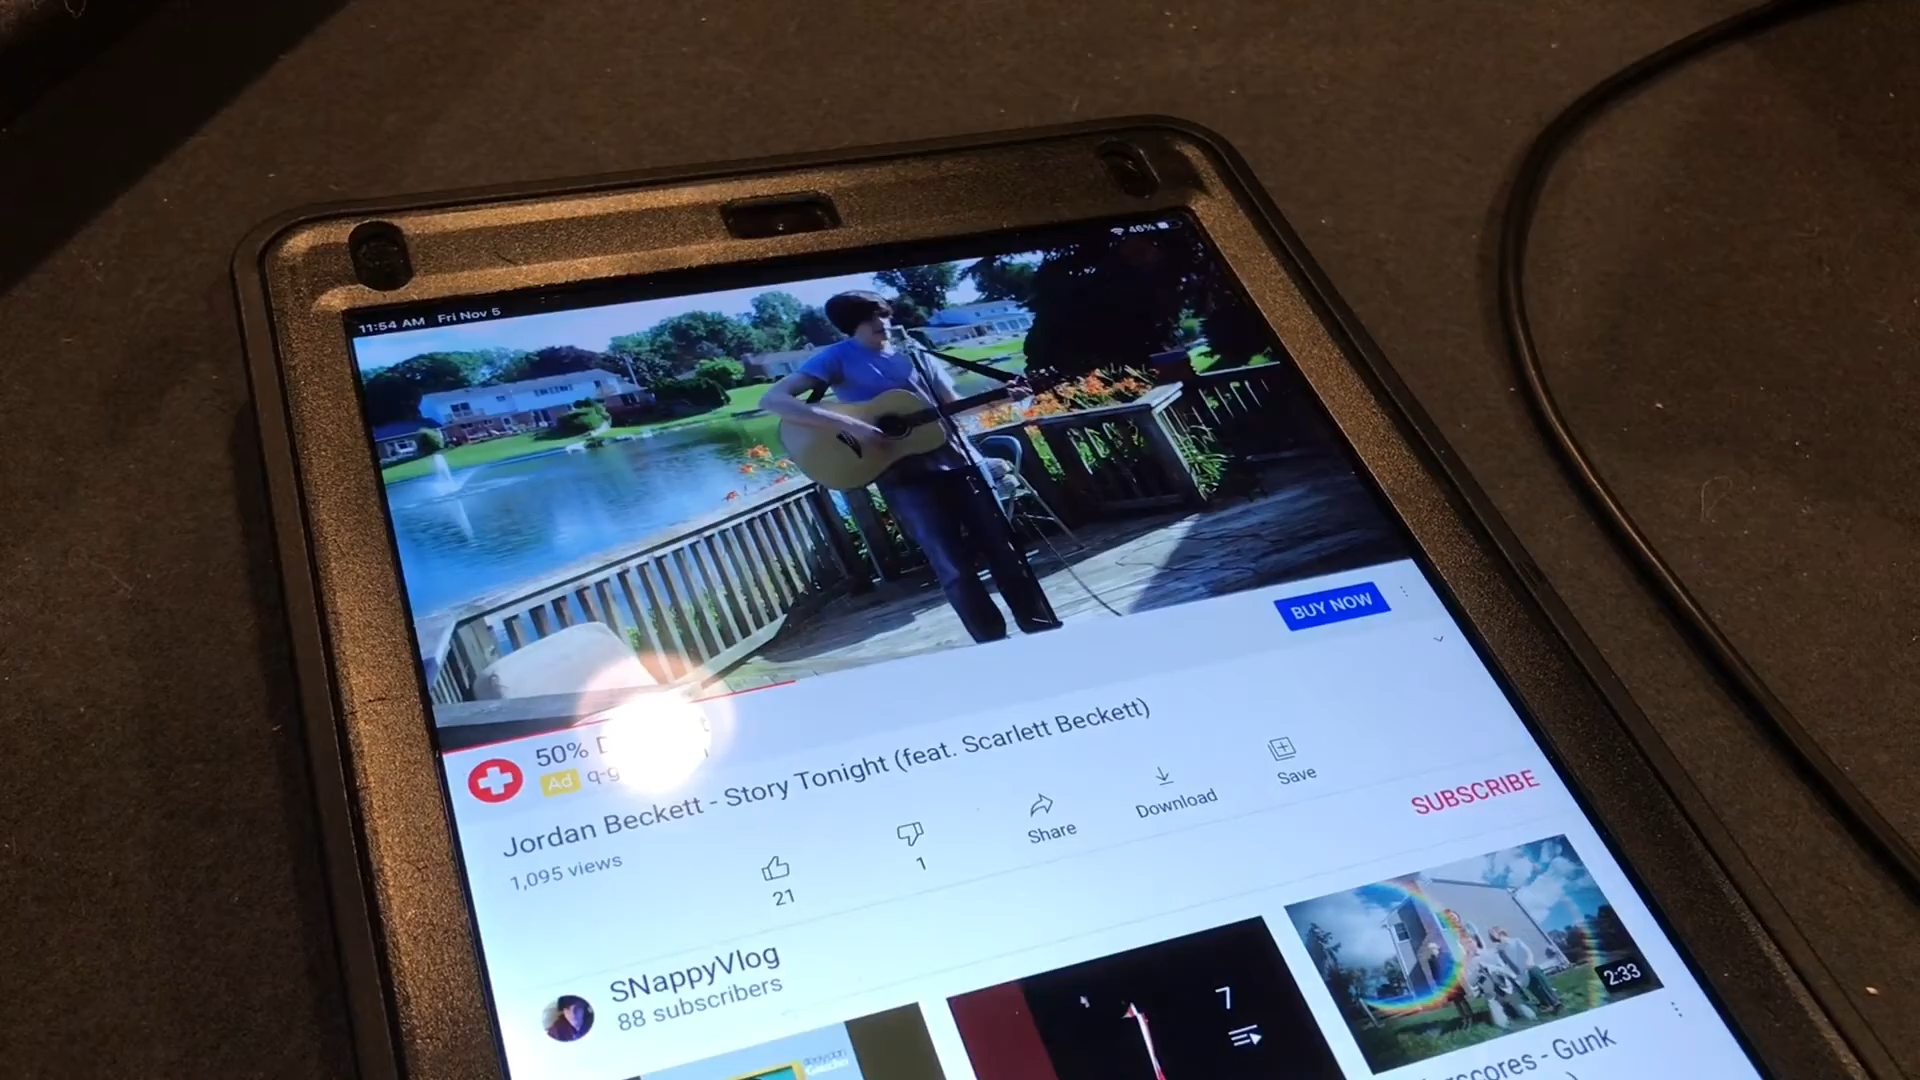 11:54 AM Fri Nov 5
46%
BUY NOW
50%
Ad
Jordan Beckett - Story Tonight (feat. Scarlett Beckett)
1,095 views
21
1
Share
Download
Save
SUBSCRIBE
SNappyVlog
88 subscribers
7
2:33
- Gunk